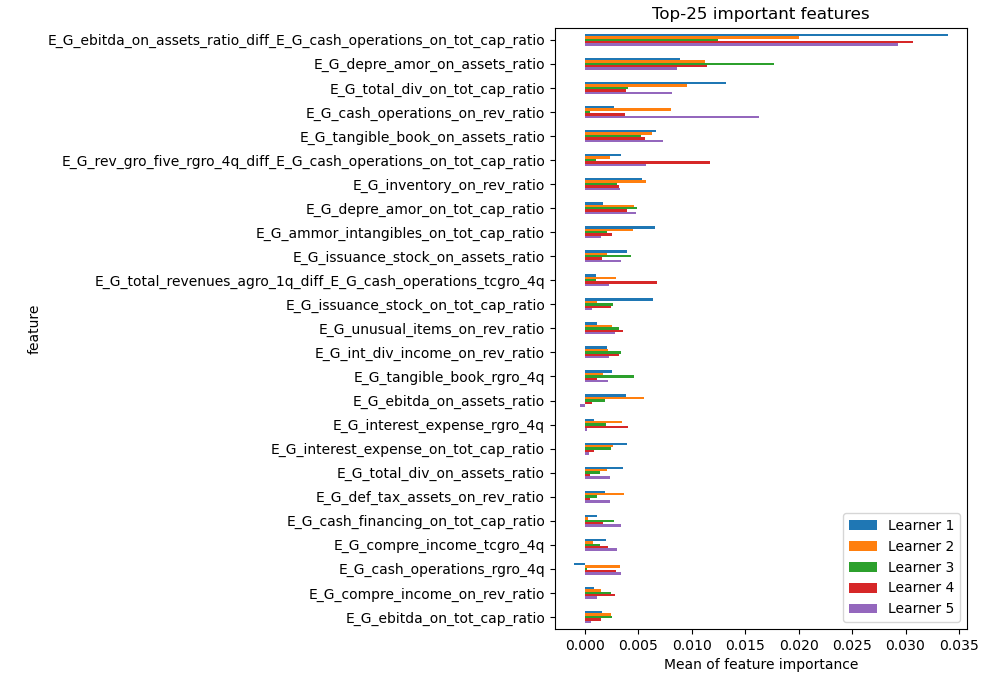 Top-25 important features
E_G_ebitda_on_assets_ratio_diff_E_G_cash_operations_on_tot_cap_ratio
E_G_depre_amor_on_assets_ratio
E_G_total_div_on_tot_cap_ratio
E_G_cash_operations_on_rev_ratio
E_G_tangible_book_on_assets_ratio
E_G_rev_gro_five_rgro_4q_diff_E_G_cash_operations_on_tot_cap_ratio
E_G_inventory_on_rev_ratio
E_G_depre_amor_on_tot_cap_ratio
E_G_ammor_intangibles_on_tot_cap_ratio
E_G_issuance_stock_on_assets_ratio
E_G_total_revenues_agro_1q_diff_E_G_cash_operations_tcgro_4q
E_G_issuance_stock_on_tot_cap_ratio
E_G_unusual_items_on_rev_ratio
E_G_int_div_income_on_rev_ratio
E_G_tangible_book_rgro_4q
E_G_ebitda_on_assets_ratio
E_G_interest_expense_rgro_4q
E_G_interest_expense_on_tot_cap_ratio
E_G_total_div_on_assets_ratio
E_G_def_tax_assets_on_rev_ratio
E_G_cash_financing_on_tot_cap_ratio
E_G_compre_income_tcgro_4q
E_G_cash_operations_rgro_4q
E_G_compre_income_on_rev_ratio
E_G_ebitda_on_tot_cap_ratio
feature
Learner 1
Learner 2
Learner 3
Learner 4
Learner 5
0.000 0.005 0.010 0.015 0.020 0.025 0.030 0.035
Mean of feature importance